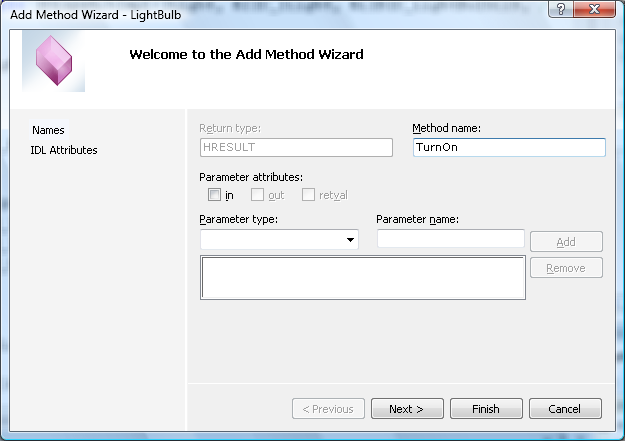 Add Method Wizard - LightBulb
Welcome to the Add Method Wizard
Names
IDL Attributes
Return type:
Method name:
HRESULT
TurnOn
Parameter attributes:
in
out
retval
Parameter type:
Parameter name:
Add
Remove
< Previous
Next >
Finish
Cancel